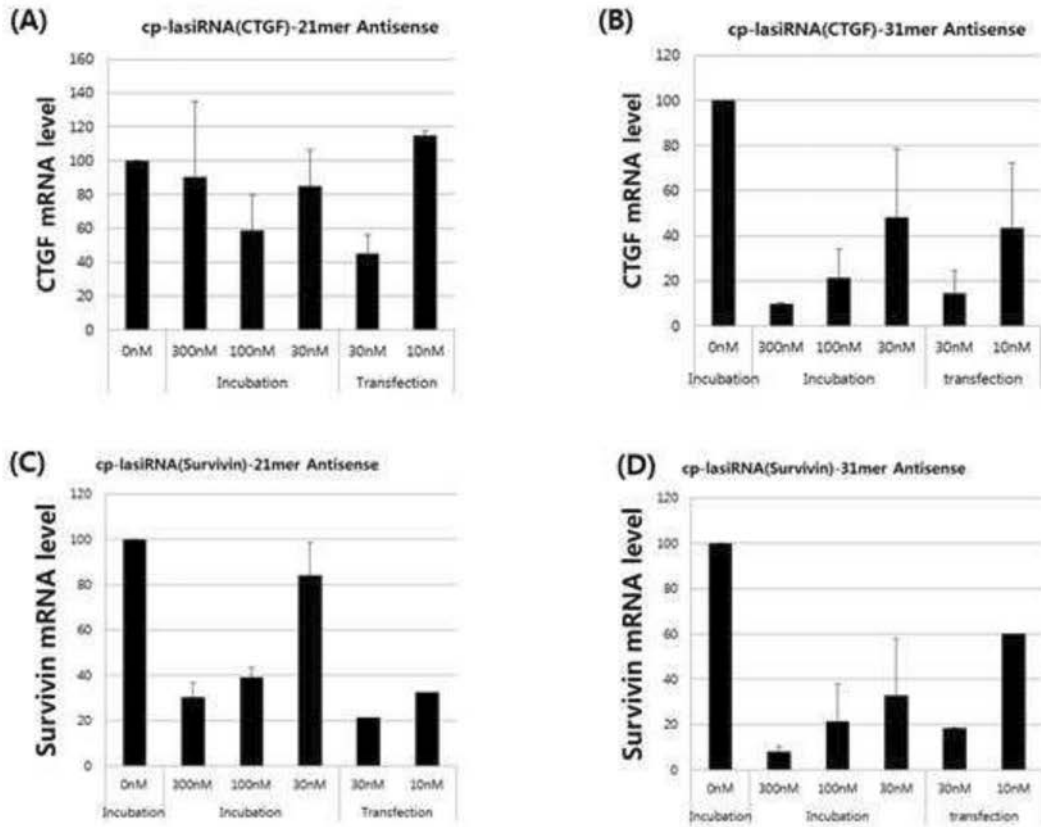 (A)
cp-lasiRNA(CTGF)-21mer Antisense
CTGF mRNA level
160
140
120
100
80
60
40
20
0
0nM 300nM 100nM 30nM 30nM 10nM
Incubation Transfection
(B)
cp-lasiRNA(CTGF)-31mer Antisense
CTGF mRNA level
120
100
80
60
40
20
0
0nM 300nM 100nM 30nM 30nM 10nM
Incubation Incubation transfection
(C)
cp-lasiRNA(Survivin)-21mer Antisense
Survivin mRNA level
120
100
80
60
40
20
0
0nM 300nM 100nM 30nM 30nM 10nM
Incubation Incubation Transfection
(D)
cp-lasiRNA(Survivin)-31mer Antisense
Survivin mRNA level
120
100
80
60
40
20
0
0nM 300nM 100nM 30nM 30nM 10nM
Incubation Incubation transfection